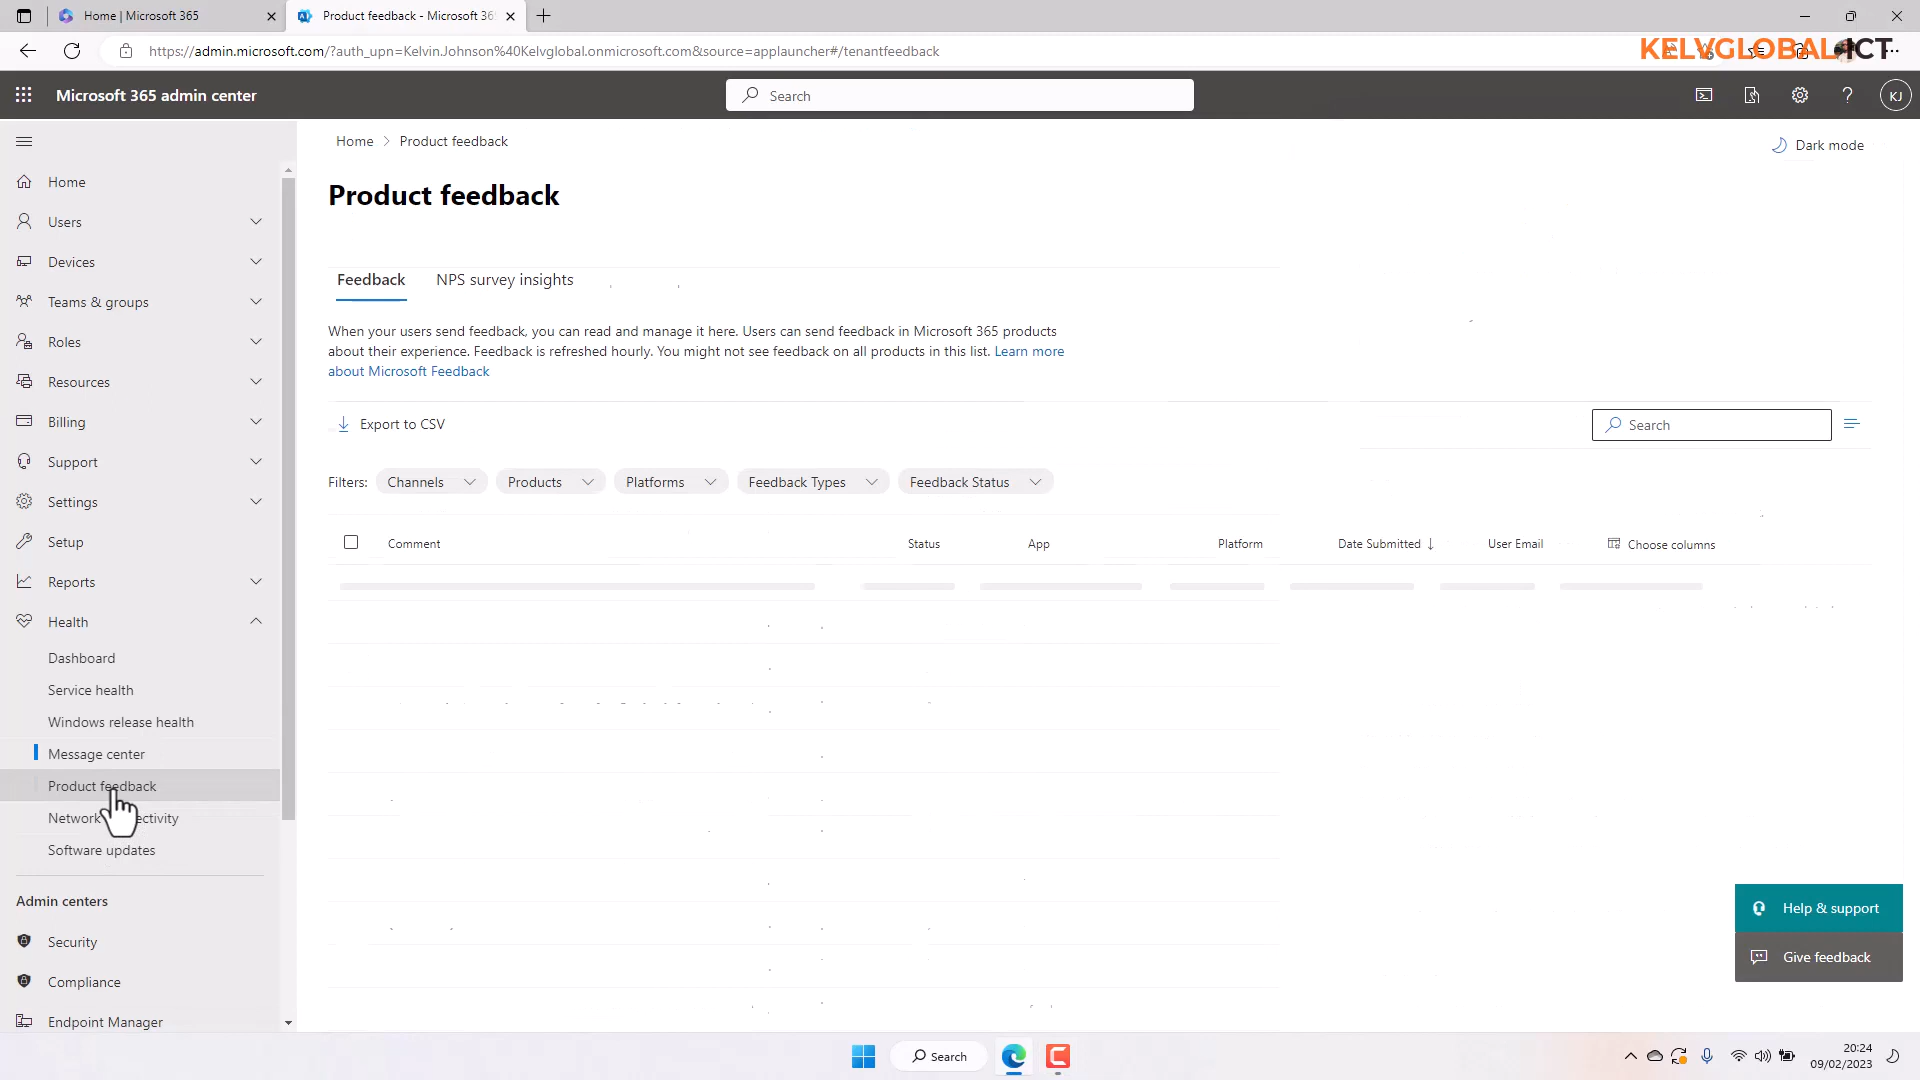 Home | Microsoft 365
Product feedback - Microsoft 365
https://admin.microsoft.com/?auth_upn=Kelvin.Johnson%40Kelvglobal.onmicrosoft.com&source=applauncher#/tenantfeedback
KELVGLOBAL ICT
Microsoft 365 admin center
Search
KJ
Home > Product feedback
Dark mode
Product feedback
Feedback
NPS survey insights
When your users send feedback, you can read and manage it here. Users can send feedback in Microsoft 365 products
about their experience. Feedback is refreshed hourly. You might not see feedback on all products in this list. Learn more
about Microsoft Feedback
Export to CSV
Search
Filters:
Channels
Products
Platforms
Feedback Types
Feedback Status
Comment
Status
App
Platform
Date Submitted ↓
User Email
Choose columns
Home
Users
Devices
Teams & groups
Roles
Resources
Billing
Support
Settings
Setup
Reports
Health
Dashboard
Service health
Windows release health
Message center
Product feedback
Network ectivity
Software updates
Admin centers
Security
Compliance
Endpoint Manager
Help & support
Give feedback
Search
20:24
09/02/2023